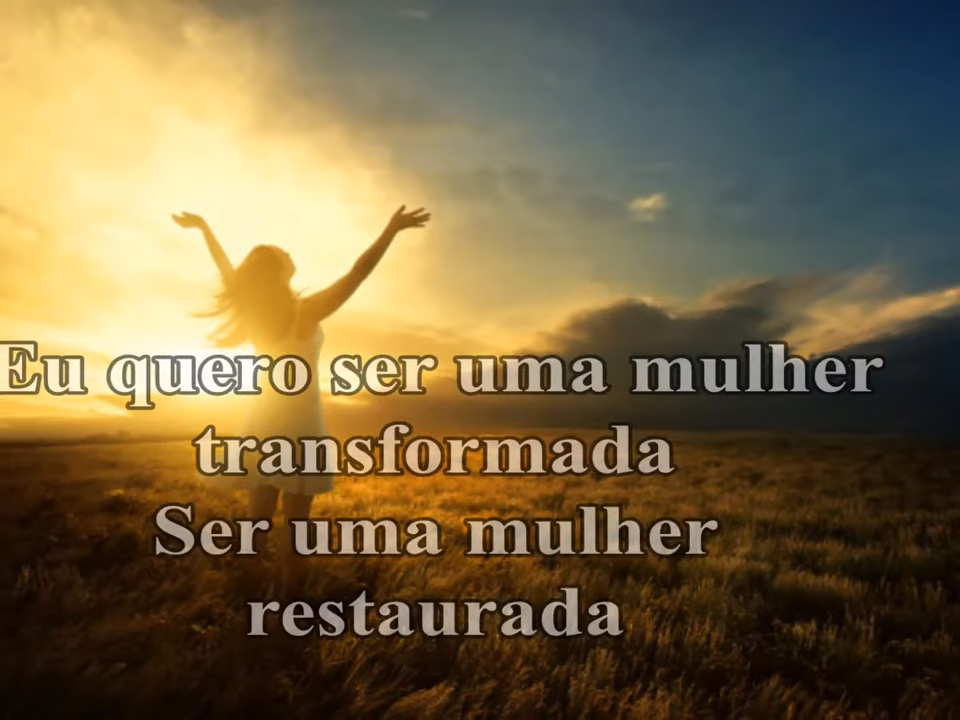 Eu quero ser uma mulher
transformada
Ser uma mulher
restaurada